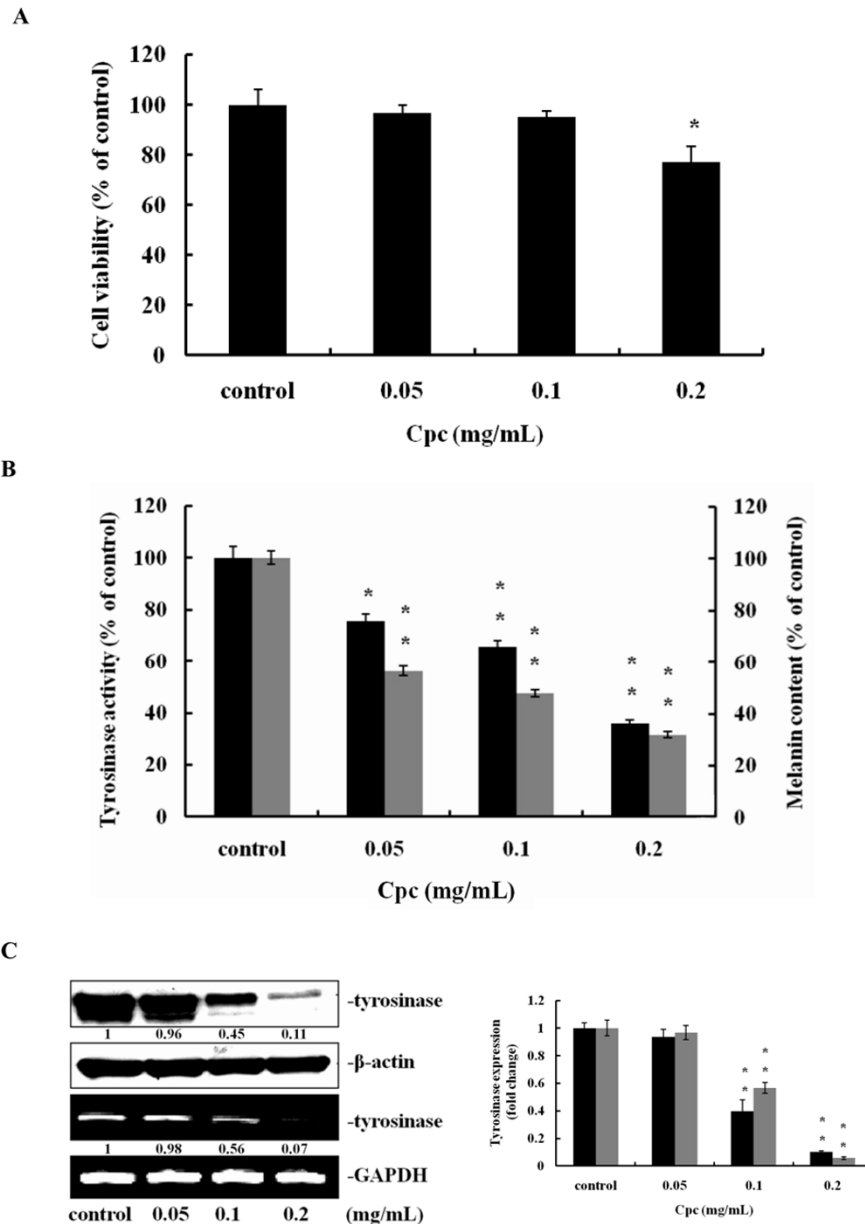 A
Cell viability (% of control)
120
100
80
60
40
20
0
*
control 0.05 0.1 0.2
Cpc (mg/mL)
B
Tyrosinase activity (% of control)
120
100
80
60
40
20
0
* ** ** ** ** **
Melanin content (% of control)
120
100
80
60
40
20
0
control 0.05 0.1 0.2
Cpc (mg/mL)
C
-tyrosinase
1 0.96 0.45 0.11
-β-actin
-tyrosinase
1 0.98 0.56 0.07
-GAPDH
control 0.05 0.1 0.2 (mg/mL)
Tyrosinase expression
(fold change)
1.2
1
0.8
0.6
0.4
0.2
0
** ** ** **
control 0.05 0.1 0.2
Cpc (mg/mL)